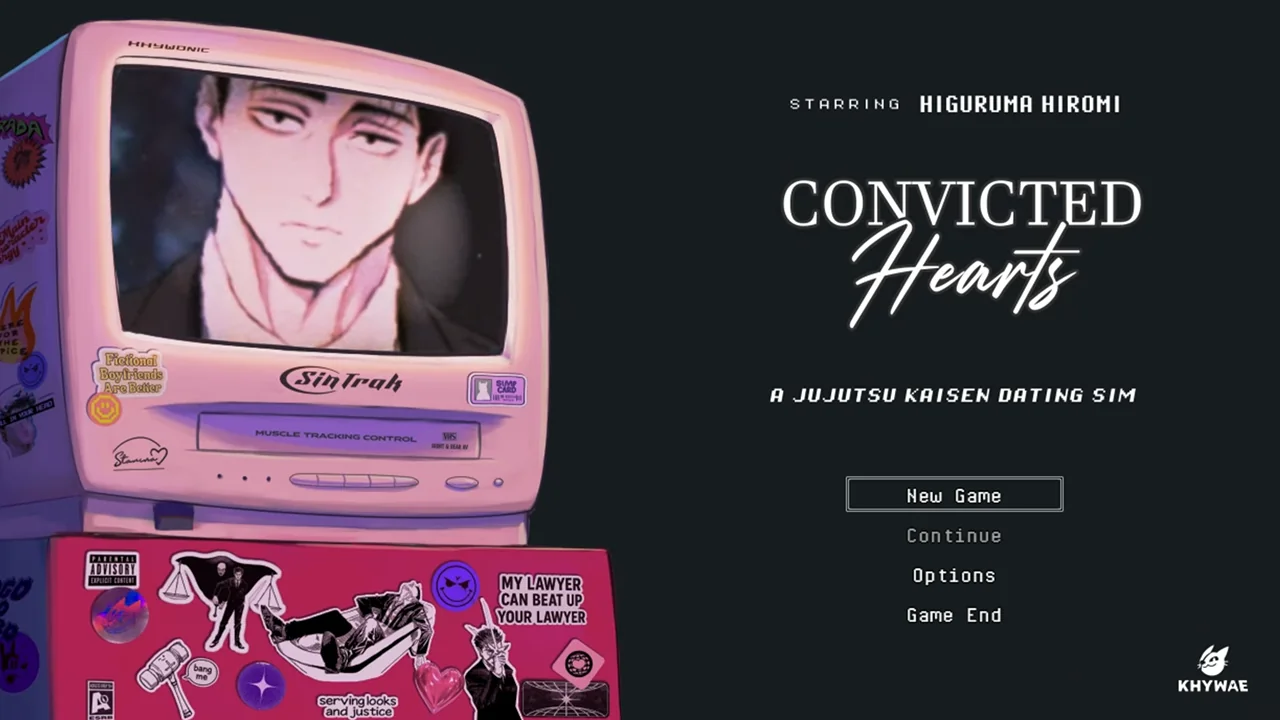 KHYWONIC
STARRING HIGURUMA HIROMI
CONVICTED
Hearts
A JUJUTSU KAISEN DATING SIM
New Game
Continue
Options
Game End
KHYWAE
Fictional
Boyfriends
Are Better
SinTrak
MUSCLE TRACKING CONTROL
VHS
Stamina
PARENTAL
ADVISORY
EXPLICIT CONTENT
MY LAWYER
CAN BEAT UP
YOUR LAWYER
bang
me
serving looks
and justice